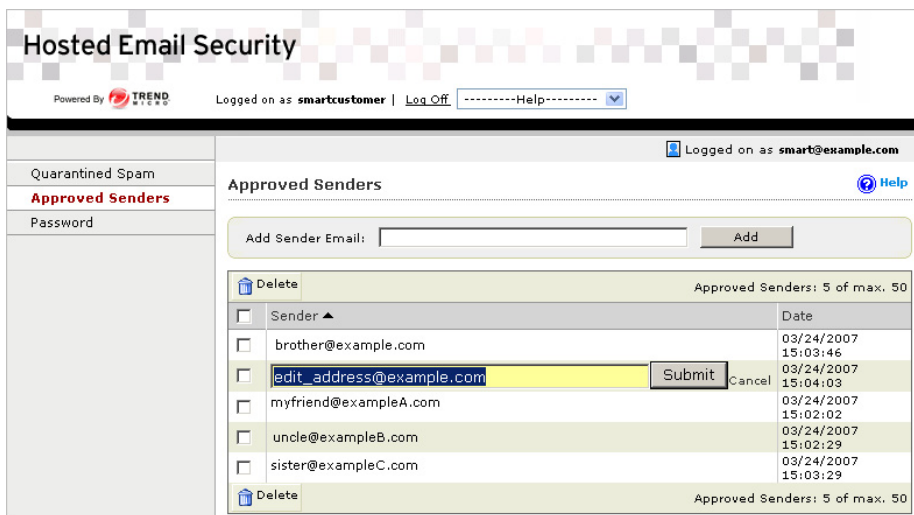 Hosted Email Security
Powered By TREND MICRO
Logged on as smartcustomer | Log Off ---------Help---------
Logged on as smart@example.com
Quarantined Spam
Approved Senders
Password
Approved Senders
Help
Add Sender Email: Add
Delete Approved Senders: 5 of max. 50
Sender Date
brother@example.com 03/24/2007 15:03:46
edit_address@example.com Submit Cancel 03/24/2007 15:04:03
myfriend@exampleA.com 03/24/2007 15:02:02
uncle@exampleB.com 03/24/2007 15:02:29
sister@exampleC.com 03/24/2007 15:03:29
Delete Approved Senders: 5 of max. 50